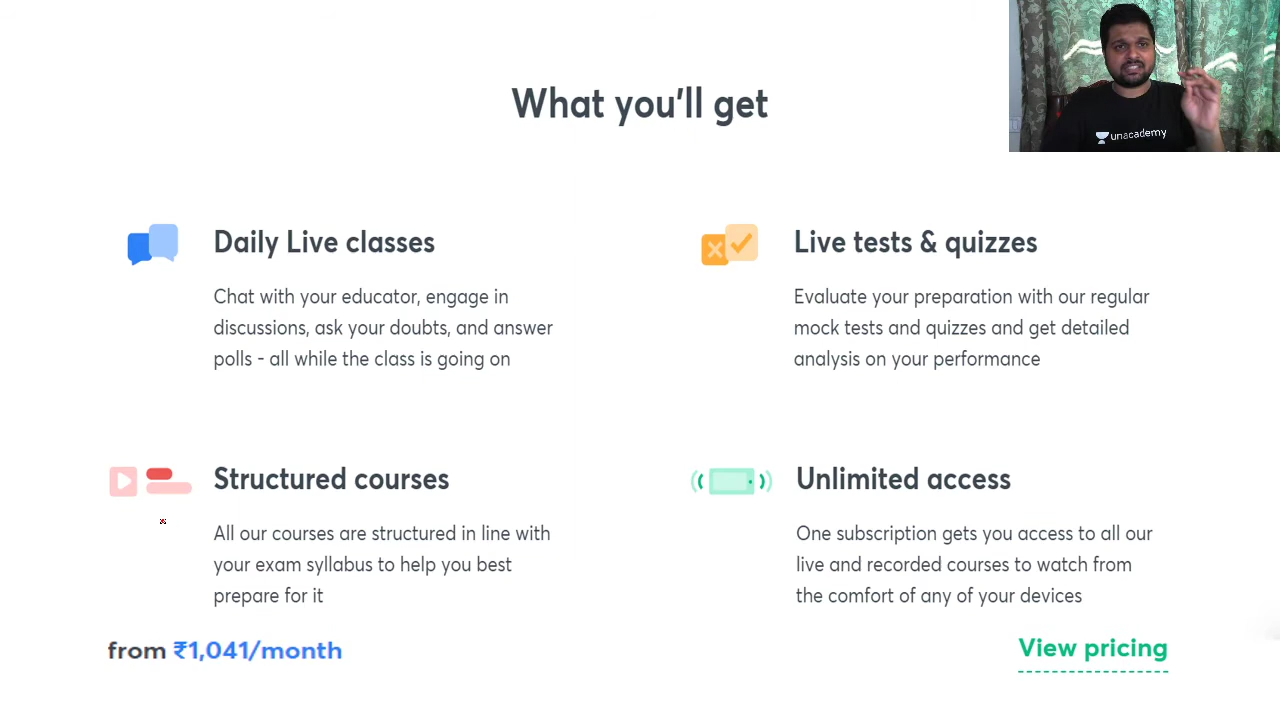 What you'll get
unacademy
Daily Live classes
Chat with your educator, engage in
discussions, ask your doubts, and answer
polls - all while the class is going on
Live tests & quizzes
Evaluate your preparation with our regular
mock tests and quizzes and get detailed
analysis on your performance
Structured courses
All our courses are structured in line with
your exam syllabus to help you best
prepare for it
Unlimited access
One subscription gets you access to all our
live and recorded courses to watch from
the comfort of any of your devices
from ₹1,041/month
View pricing